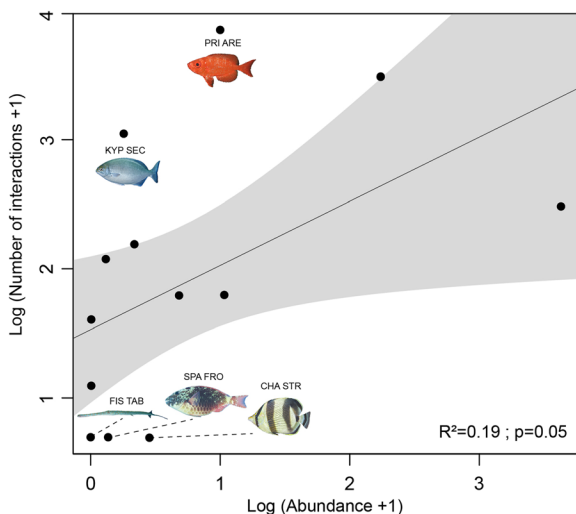 4
3
2
1
Log (Number of interactions +1)
PRI ARE
KYP SEC
SPA FRO
FIS TAB
CHA STR
R²=0.19 ; p=0.05
0 1 2 3
Log (Abundance +1)